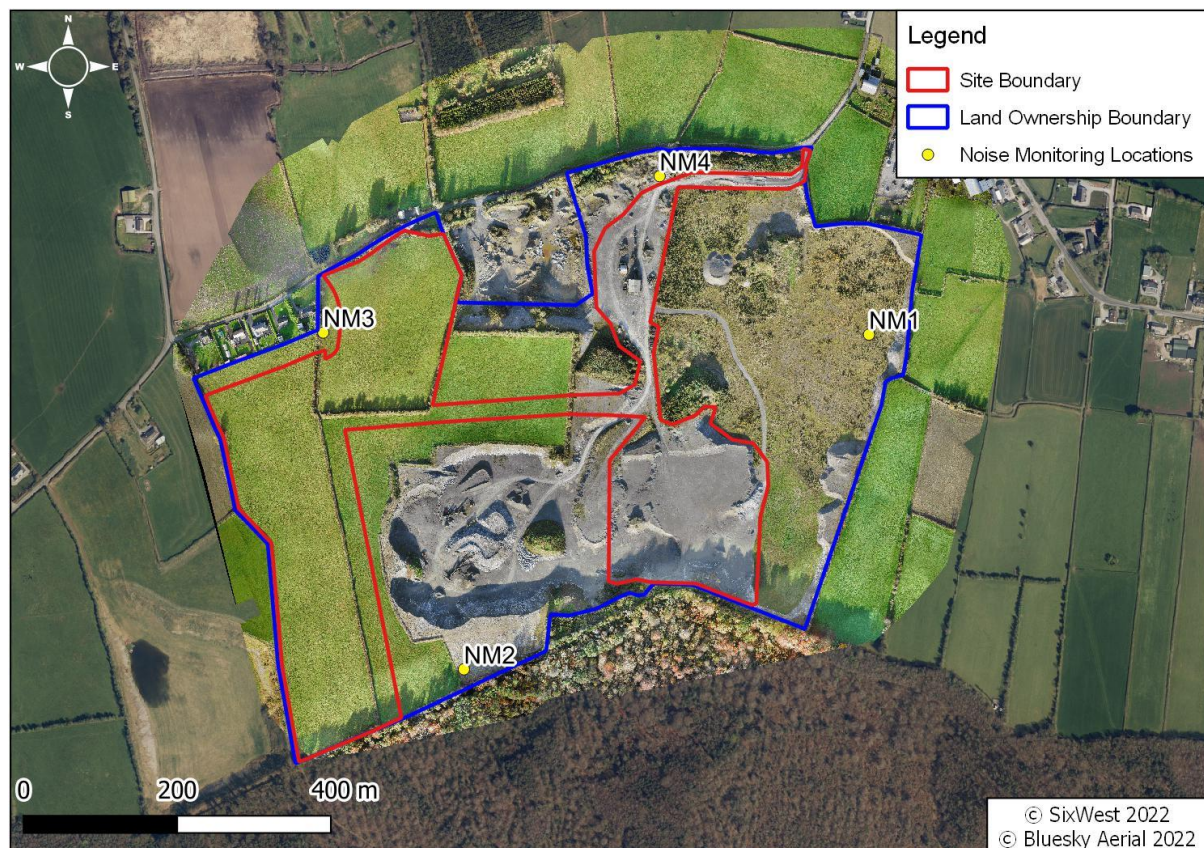 N
W E
S
Legend
Site Boundary
Land Ownership Boundary
Noise Monitoring Locations
NM4
NM3
NM1
NM2
0 200 400 m
© SixWest 2022
© Bluesky Aerial 2022